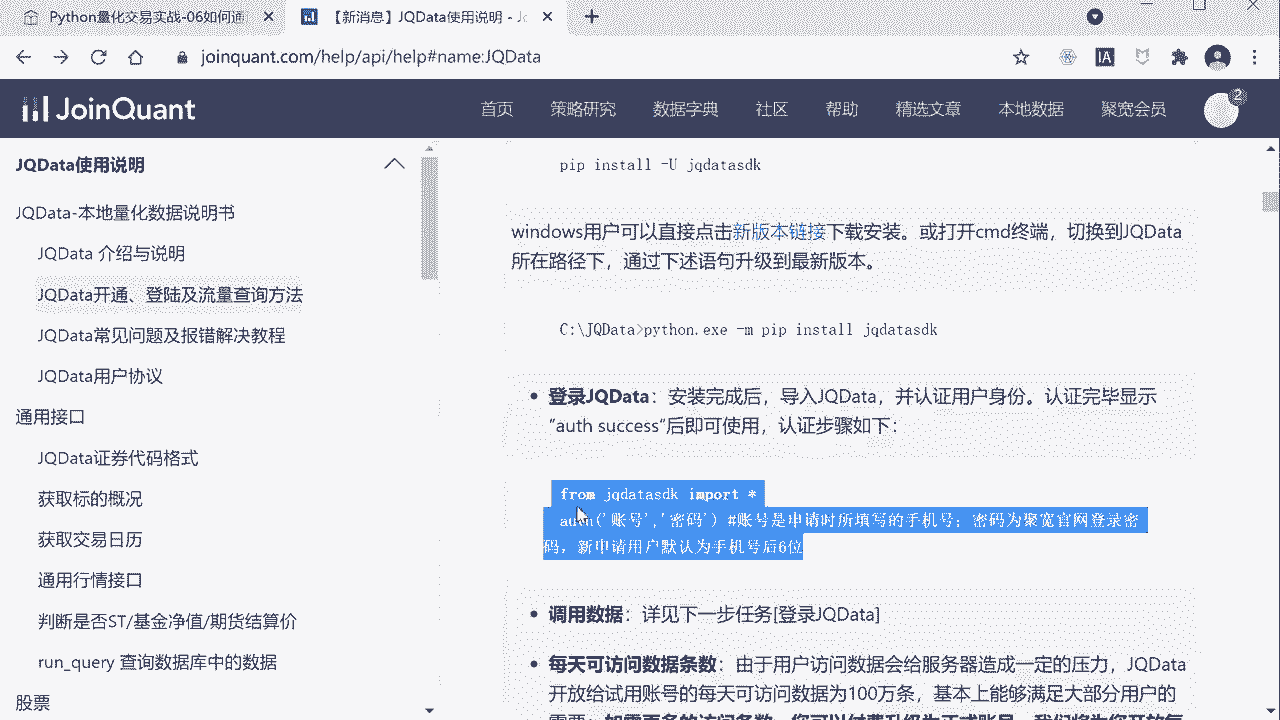 Python量化交易实战-06如何通
【新消息】JQData使用说明 - Jo
joinquant.com/help/api/help#name:JQData
IA
JoinQuant
首页
策略研究
数据字典
社区
帮助
精选文章
本地数据
聚宽会员
2
JQData使用说明
JQData-本地量化数据说明书
JQData 介绍与说明
JQData开通、登陆及流量查询方法
JQData常见问题及报错解决教程
JQData用户协议
通用接口
JQData证券代码格式
获取标的概况
获取交易日历
通用行情接口
判断是否ST/基金净值/期货结算价
run_query 查询数据库中的数据
股票
pip install -U jqdatasdk
windows用户可以直接点击新版本链接下载安装。或打开cmd终端，切换到JQData
所在路径下，通过下述语句升级到最新版本。
C:\JQData>python.exe -m pip install jqdatasdk
• 登录JQData：安装完成后，导入JQData，并认证用户身份。认证完毕显示
”auth success“后即可使用，认证步骤如下：
from jqdatasdk import *
auth('账号','密码') #账号是申请时所填写的手机号；密码为聚宽官网登录密
码，新申请用户默认为手机号后6位
• 调用数据：详见下一步任务[登录JQData]
• 每天可访问数据条数：由于用户访问数据会给服务器造成一定的压力，JQData
开放给试用账号的每天可访问数据为100万条，基本上能够满足大部分用户的